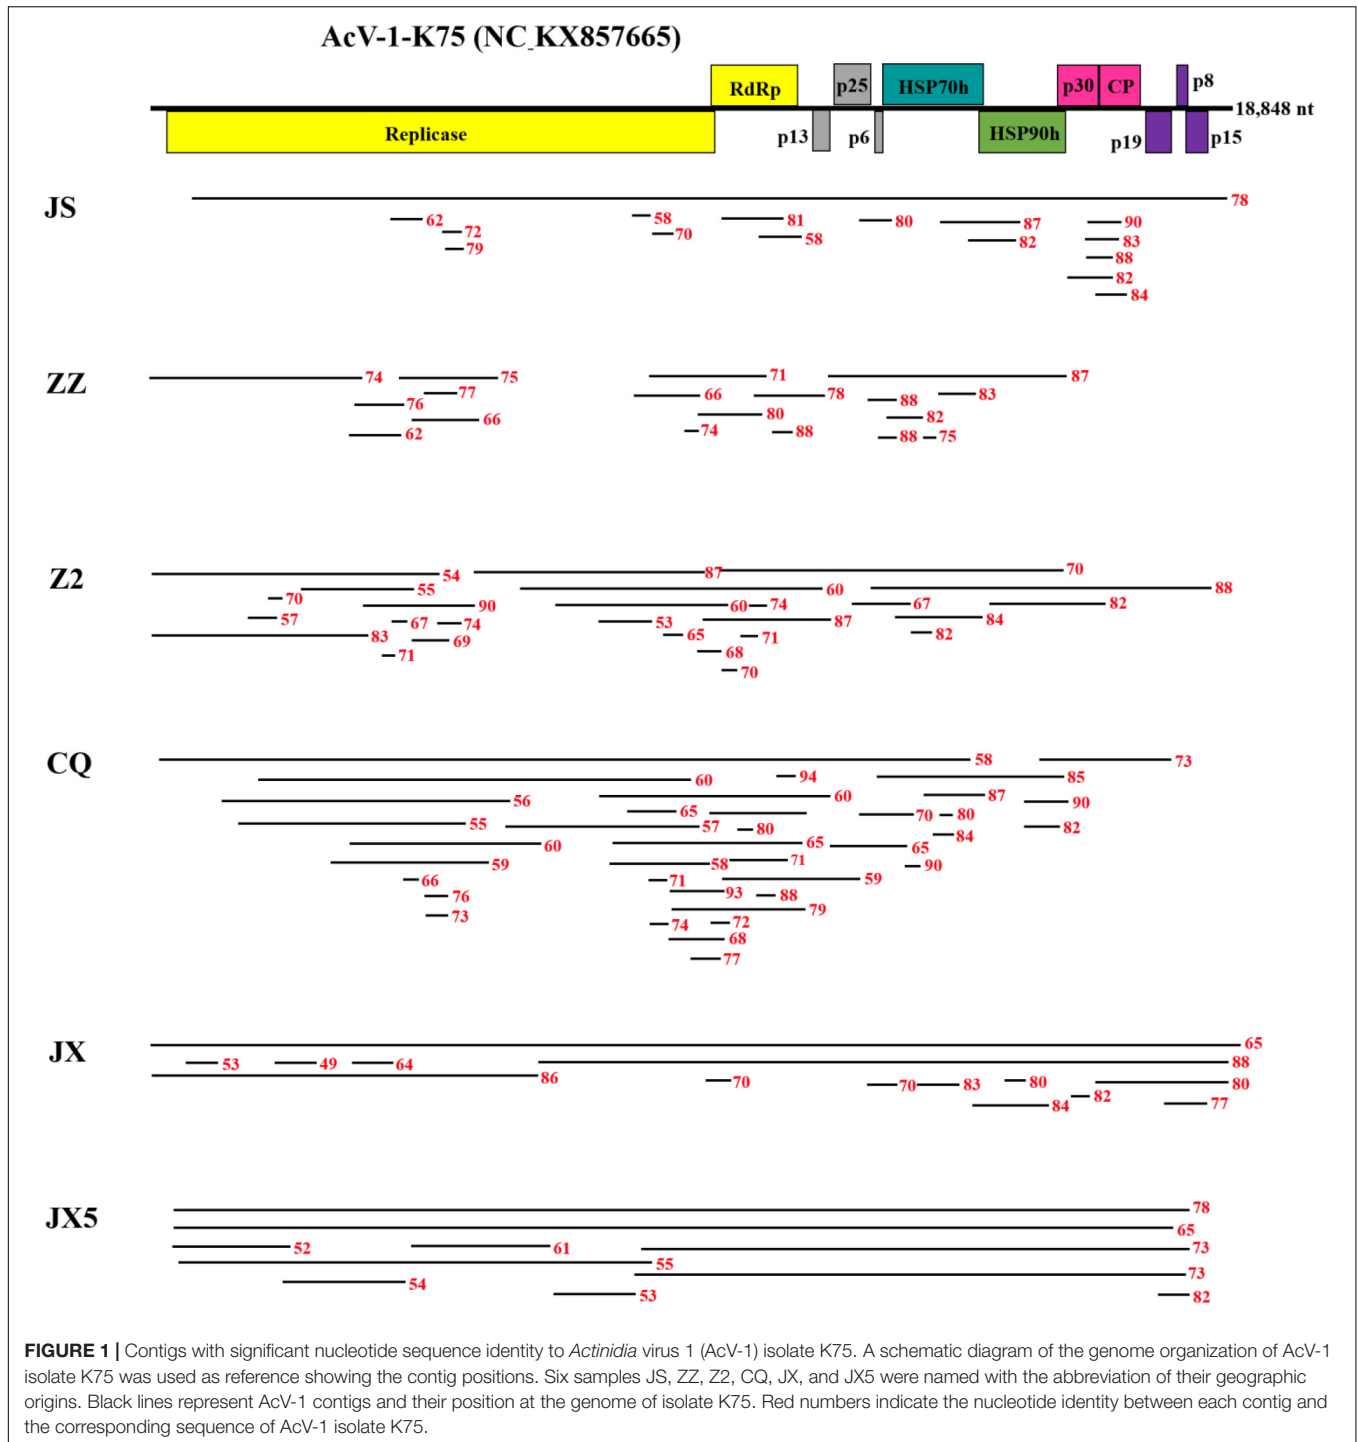 AcV-1-K75 (NC_KX857665)
RdRp p25 HSP70h p30 CP p8
18,848 nt
Replicase p13 p6 HSP90h p19 p15
JS
78
62 58 81 80 87 90
72 70 58 82 83
79 88
82
84
ZZ
74 75 71 87
77 66 78 88 83
76 80 82
66 74 88 88 75
62
Z2
54 87 70
55 60 88
70 90 60 74 67 82
57 67 74 53 87 84
83 69 65 71 82
71 68
70
CQ
58 73
60 94 85
56 60 87 90
55 65 70 80
57 80 84 82
60 65 65
59 58 71 90
66 71 59
76 93 88
73 79
74 72
68
77
JX
65
53 49 64 88
86 70 70 83 80 80
82
84 77
JX5
78
65
52 61 73
55
54 73
53 82
FIGURE 1 | Contigs with significant nucleotide sequence identity to Actinidia virus 1 (AcV-1) isolate K75. A schematic diagram of the genome organization of AcV-1
isolate K75 was used as reference showing the contig positions. Six samples JS, ZZ, Z2, CQ, JX, and JX5 were named with the abbreviation of their geographic
origins. Black lines represent AcV-1 contigs and their position at the genome of isolate K75. Red numbers indicate the nucleotide identity between each contig and
the corresponding sequence of AcV-1 isolate K75.